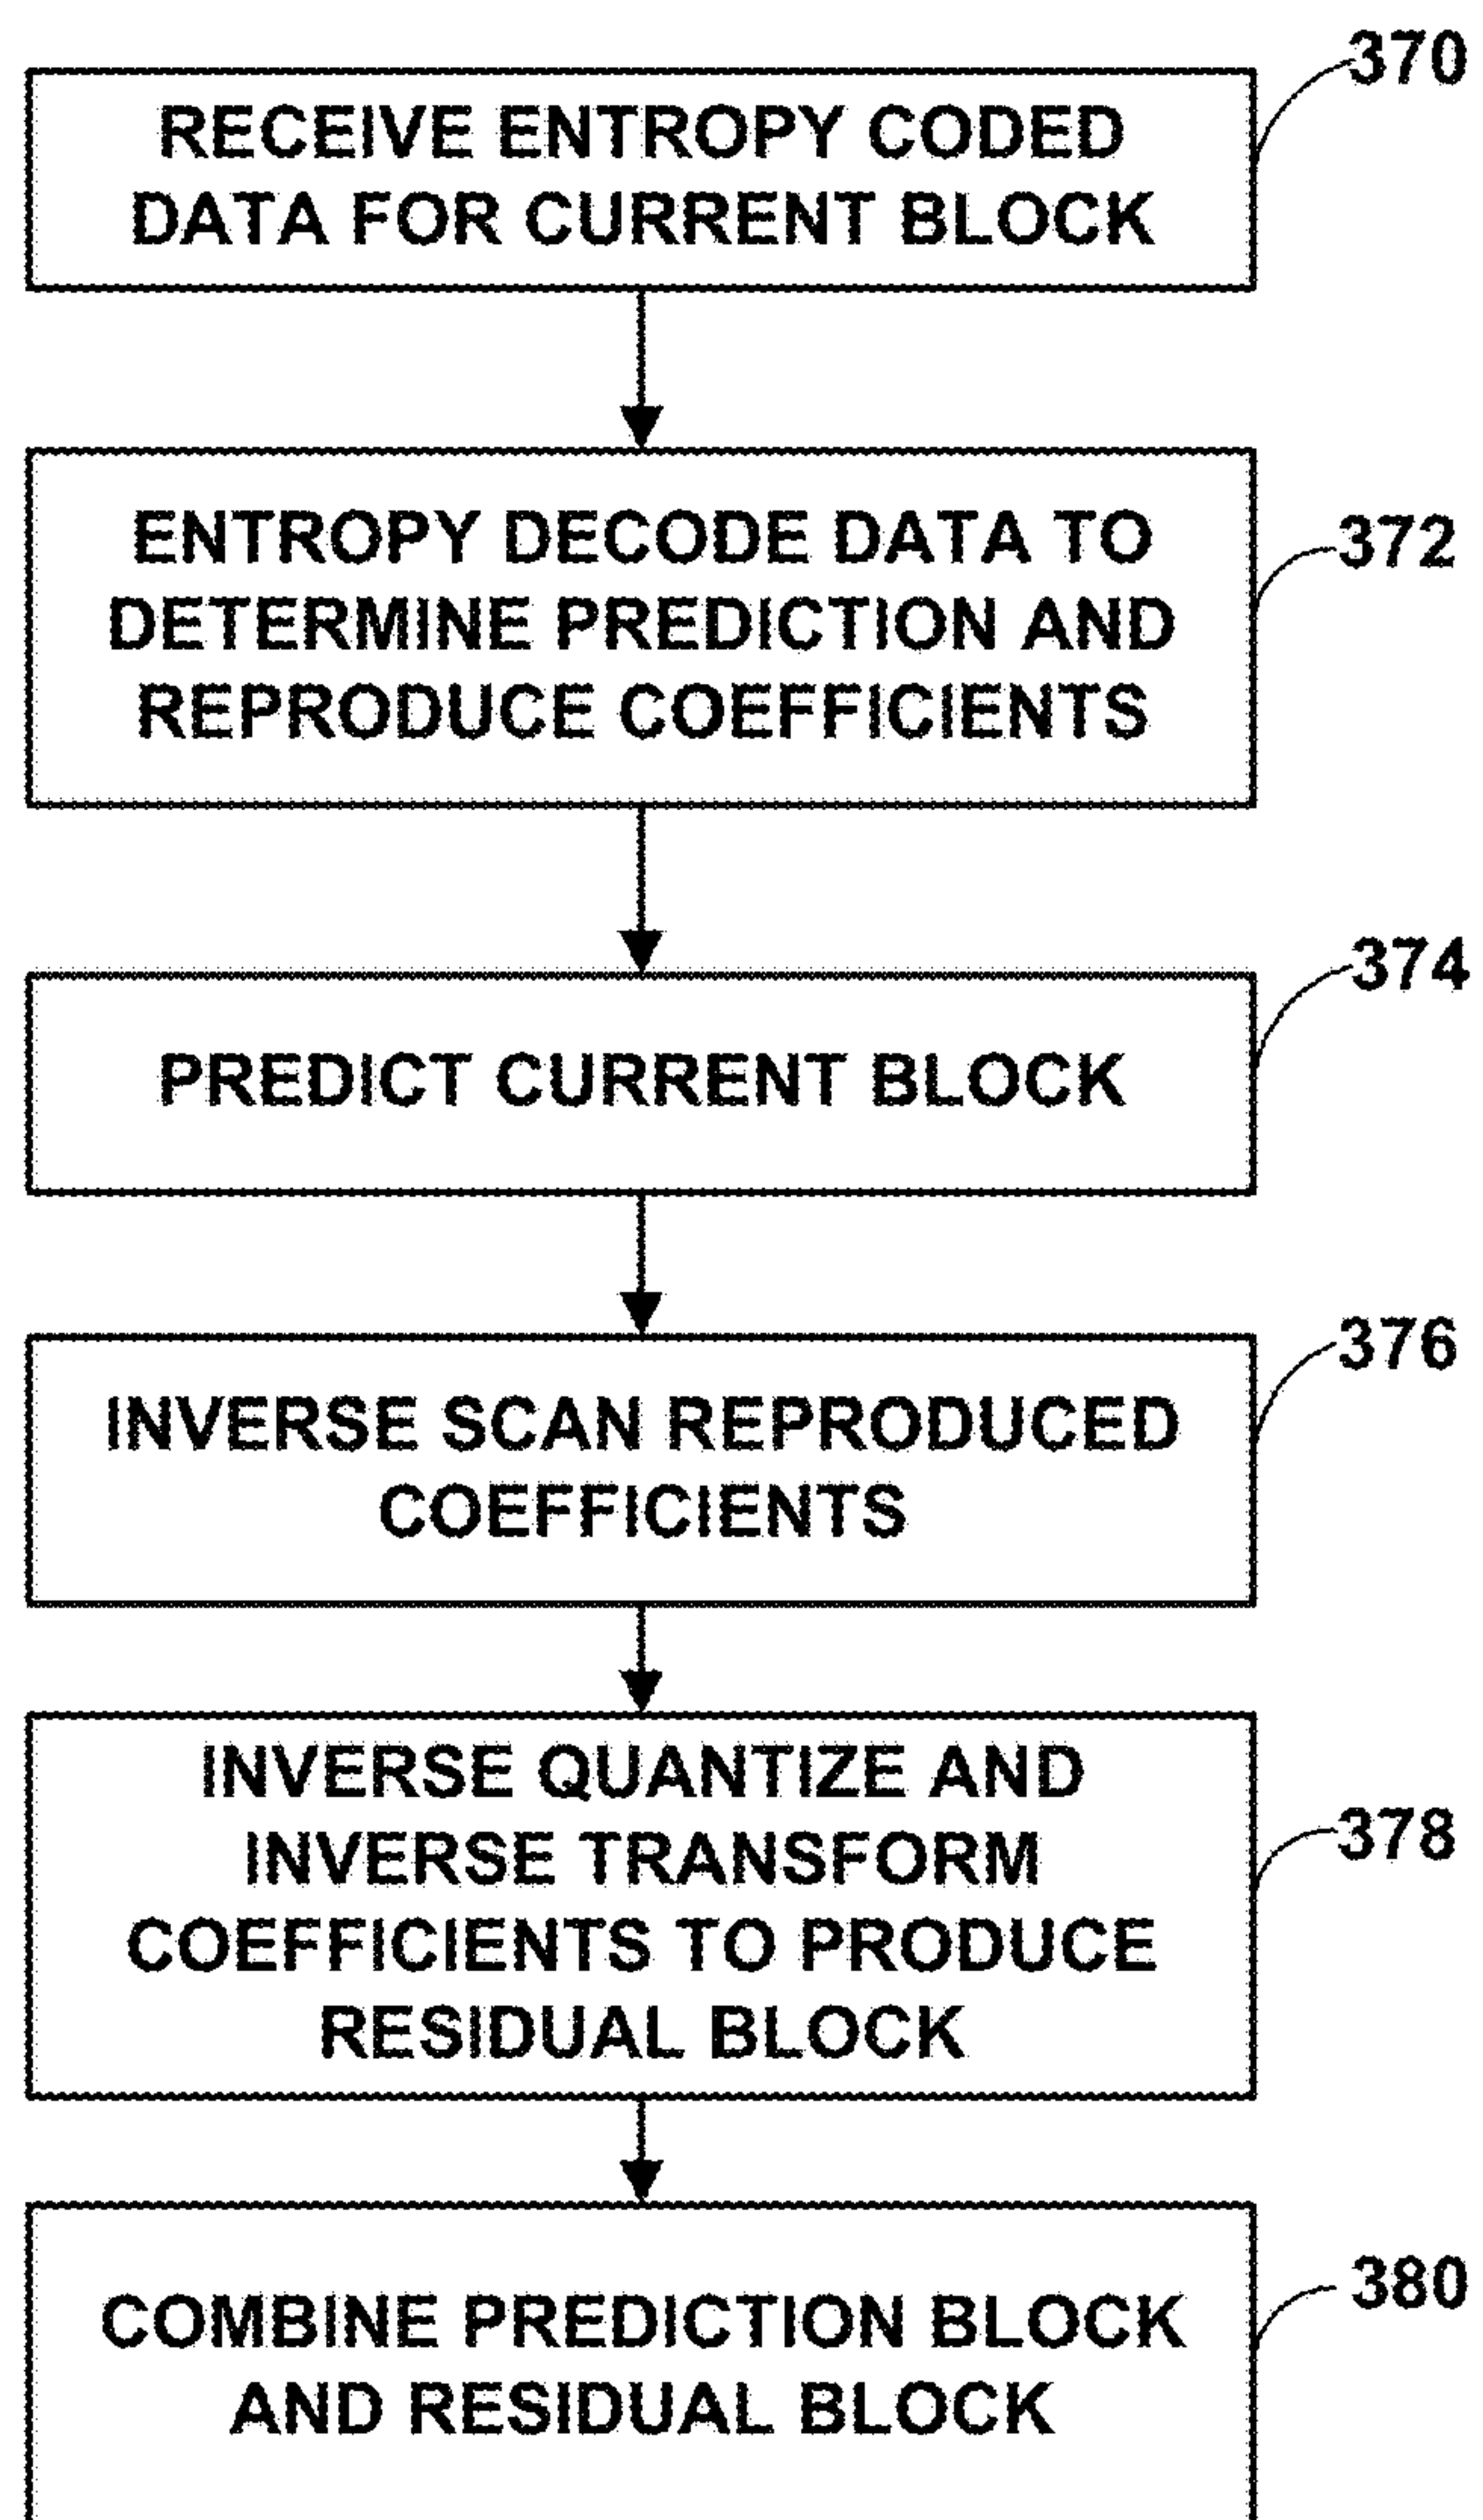 370
RECEIVE ENTROPY CODED
DATA FOR CURRENT BLOCK
372
ENTROPY DECODE DATA TO
DETERMINE PREDICTION AND
REPRODUCE COEFFICIENTS
374
PREDICT CURRENT BLOCK
376
INVERSE SCAN REPRODUCED
COEFFICIENTS
378
INVERSE QUANTIZE AND
INVERSE TRANSFORM
COEFFICIENTS TO PRODUCE
RESIDUAL BLOCK
380
COMBINE PREDICTION BLOCK
AND RESIDUAL BLOCK